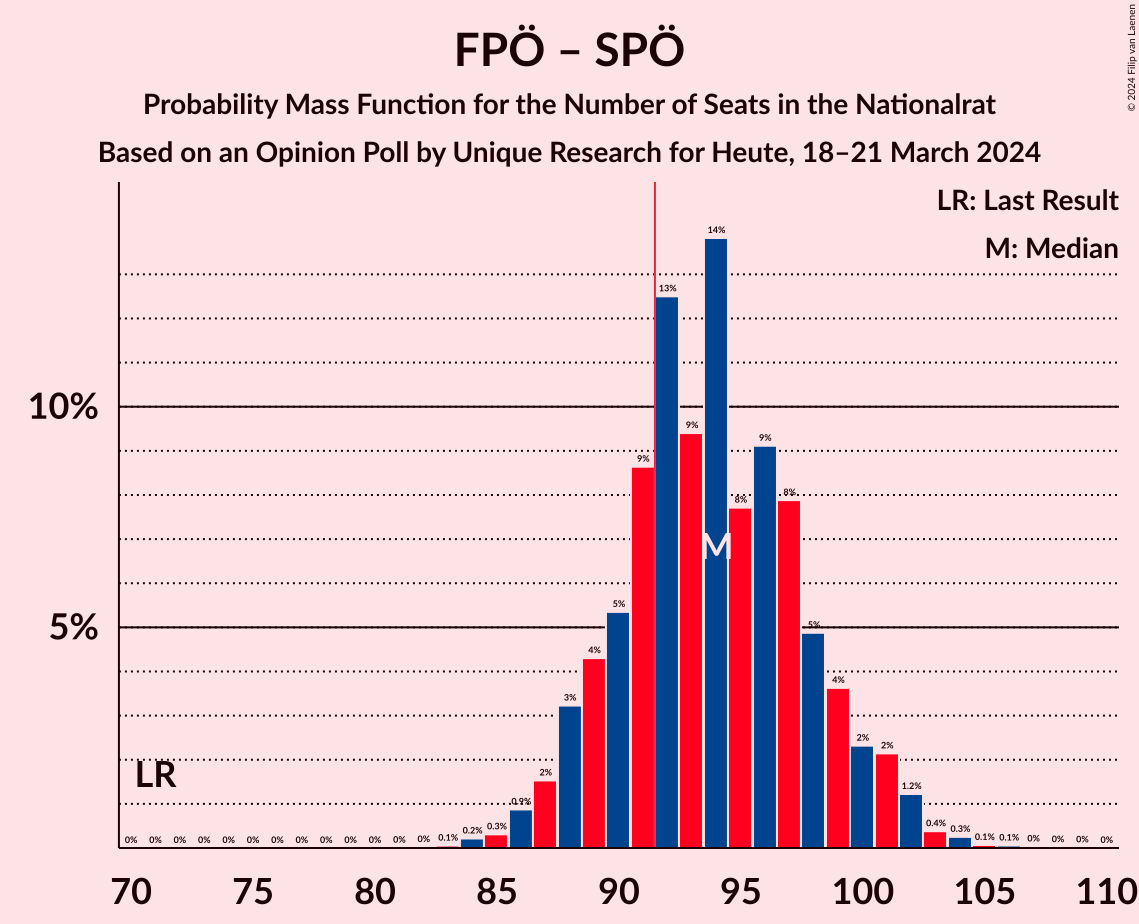 FPÖ – SPÖ
Probability Mass Function for the Number of Seats in the Nationalrat
Based on an Opinion Poll by Unique Research for Heute, 18–21 March 2024
© 2024 Filip van Laenen
LR: Last Result
M: Median
14%
13%
10%
9%
9%
9%
8%
8%
M
5%
5%
5%
4%
4%
3%
2%
2%
2%
LR
0% 0% 0% 0% 0% 0% 0% 0% 0% 0% 0% 0% 0% 0.1% 0.2% 0.3% 0.9% 1.2% 0.4% 0.3% 0.1% 0.1% 0% 0% 0% 0%
70 75 80 85 90 95 100 105 110